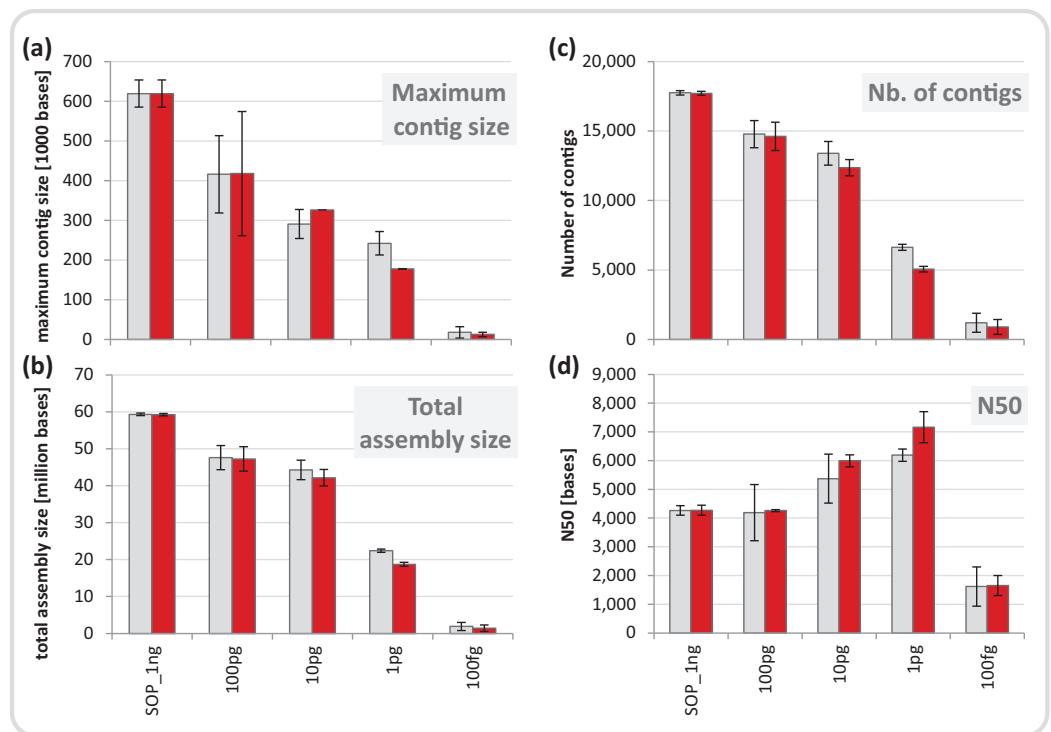 (a)
maximum contig size [1000 bases]
700
600
500
400
300
200
100
0
Maximum
contig size
(b)
total assembly size [million bases]
70
60
50
40
30
20
10
0
Total
assembly size
SOP_1ng
100pg
10pg
1pg
100fg
(c)
Number of contigs
20,000
15,000
10,000
5,000
0
Nb. of contigs
(d)
N50 [bases]
9,000
8,000
7,000
6,000
5,000
4,000
3,000
2,000
1,000
0
N50
SOP_1ng
100pg
10pg
1pg
100fg